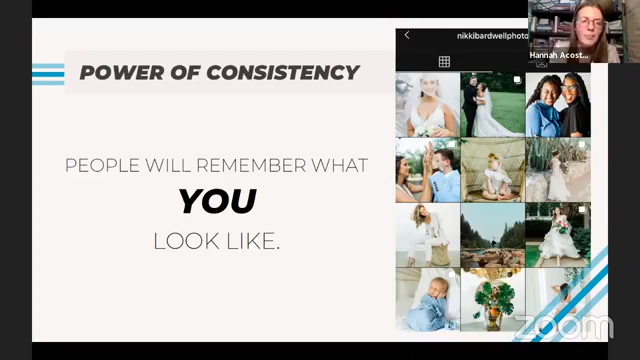 nikkibardwellphoto
Hannah Acost...
POWER OF CONSISTENCY
PEOPLE WILL REMEMBER WHAT
YOU
LOOK LIKE.
zoom